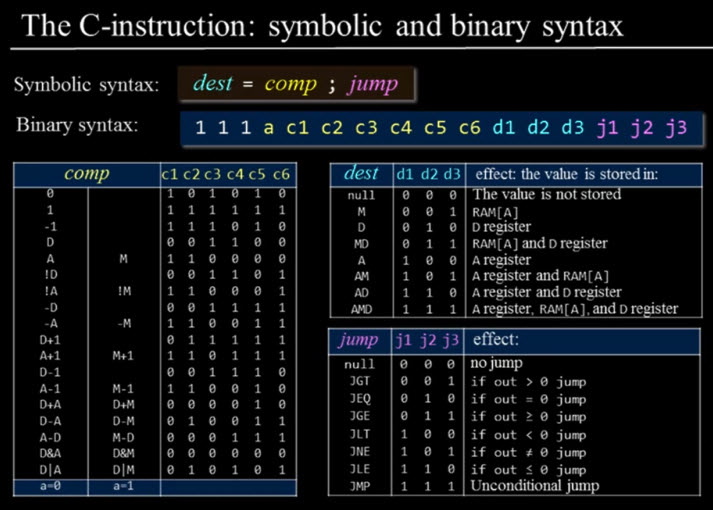 The C-instruction: symbolic and binary syntax
Symbolic syntax: dest = comp ; jump
Binary syntax: 1 1 1 a c1 c2 c3 c4 c5 c6 d1 d2 d3 j1 j2 j3
comp c1 c2 c3 c4 c5 c6
0 1 0 1 0 1 0
1 1 1 1 1 1 1
-1 1 1 1 0 1 0
D 0 0 1 1 0 0
A M 1 1 0 0 0 0
!D 0 0 1 1 0 1
!A !M 1 1 0 0 0 1
-D 0 0 1 1 1 1
-A -M 1 1 0 0 1 1
D+1 0 1 1 1 1 1
A+1 M+1 1 1 0 1 1 1
D-1 0 0 1 1 1 0
A-1 M-1 1 1 0 0 1 0
D+A D+M 0 0 0 0 1 0
D-A D-M 0 1 0 0 1 1
A-D M-D 0 0 0 1 1 1
D&A D&M 0 0 0 0 0 0
D|A D|M 0 1 0 1 0 1
a=0 a=1
dest d1 d2 d3 effect: the value is stored in:
null 0 0 0 The value is not stored
M 0 0 1 RAM[A]
D 0 1 0 D register
MD 0 1 1 RAM[A] and D register
A 1 0 0 A register
AM 1 0 1 A register and RAM[A]
AD 1 1 0 A register and D register
AMD 1 1 1 A register, RAM[A], and D register
jump j1 j2 j3 effect:
null 0 0 0 no jump
JGT 0 0 1 if out > 0 jump
JEQ 0 1 0 if out = 0 jump
JGE 0 1 1 if out ≥ 0 jump
JLT 1 0 0 if out < 0 jump
JNE 1 0 1 if out ≠ 0 jump
JLE 1 1 0 if out ≤ 0 jump
JMP 1 1 1 Unconditional jump